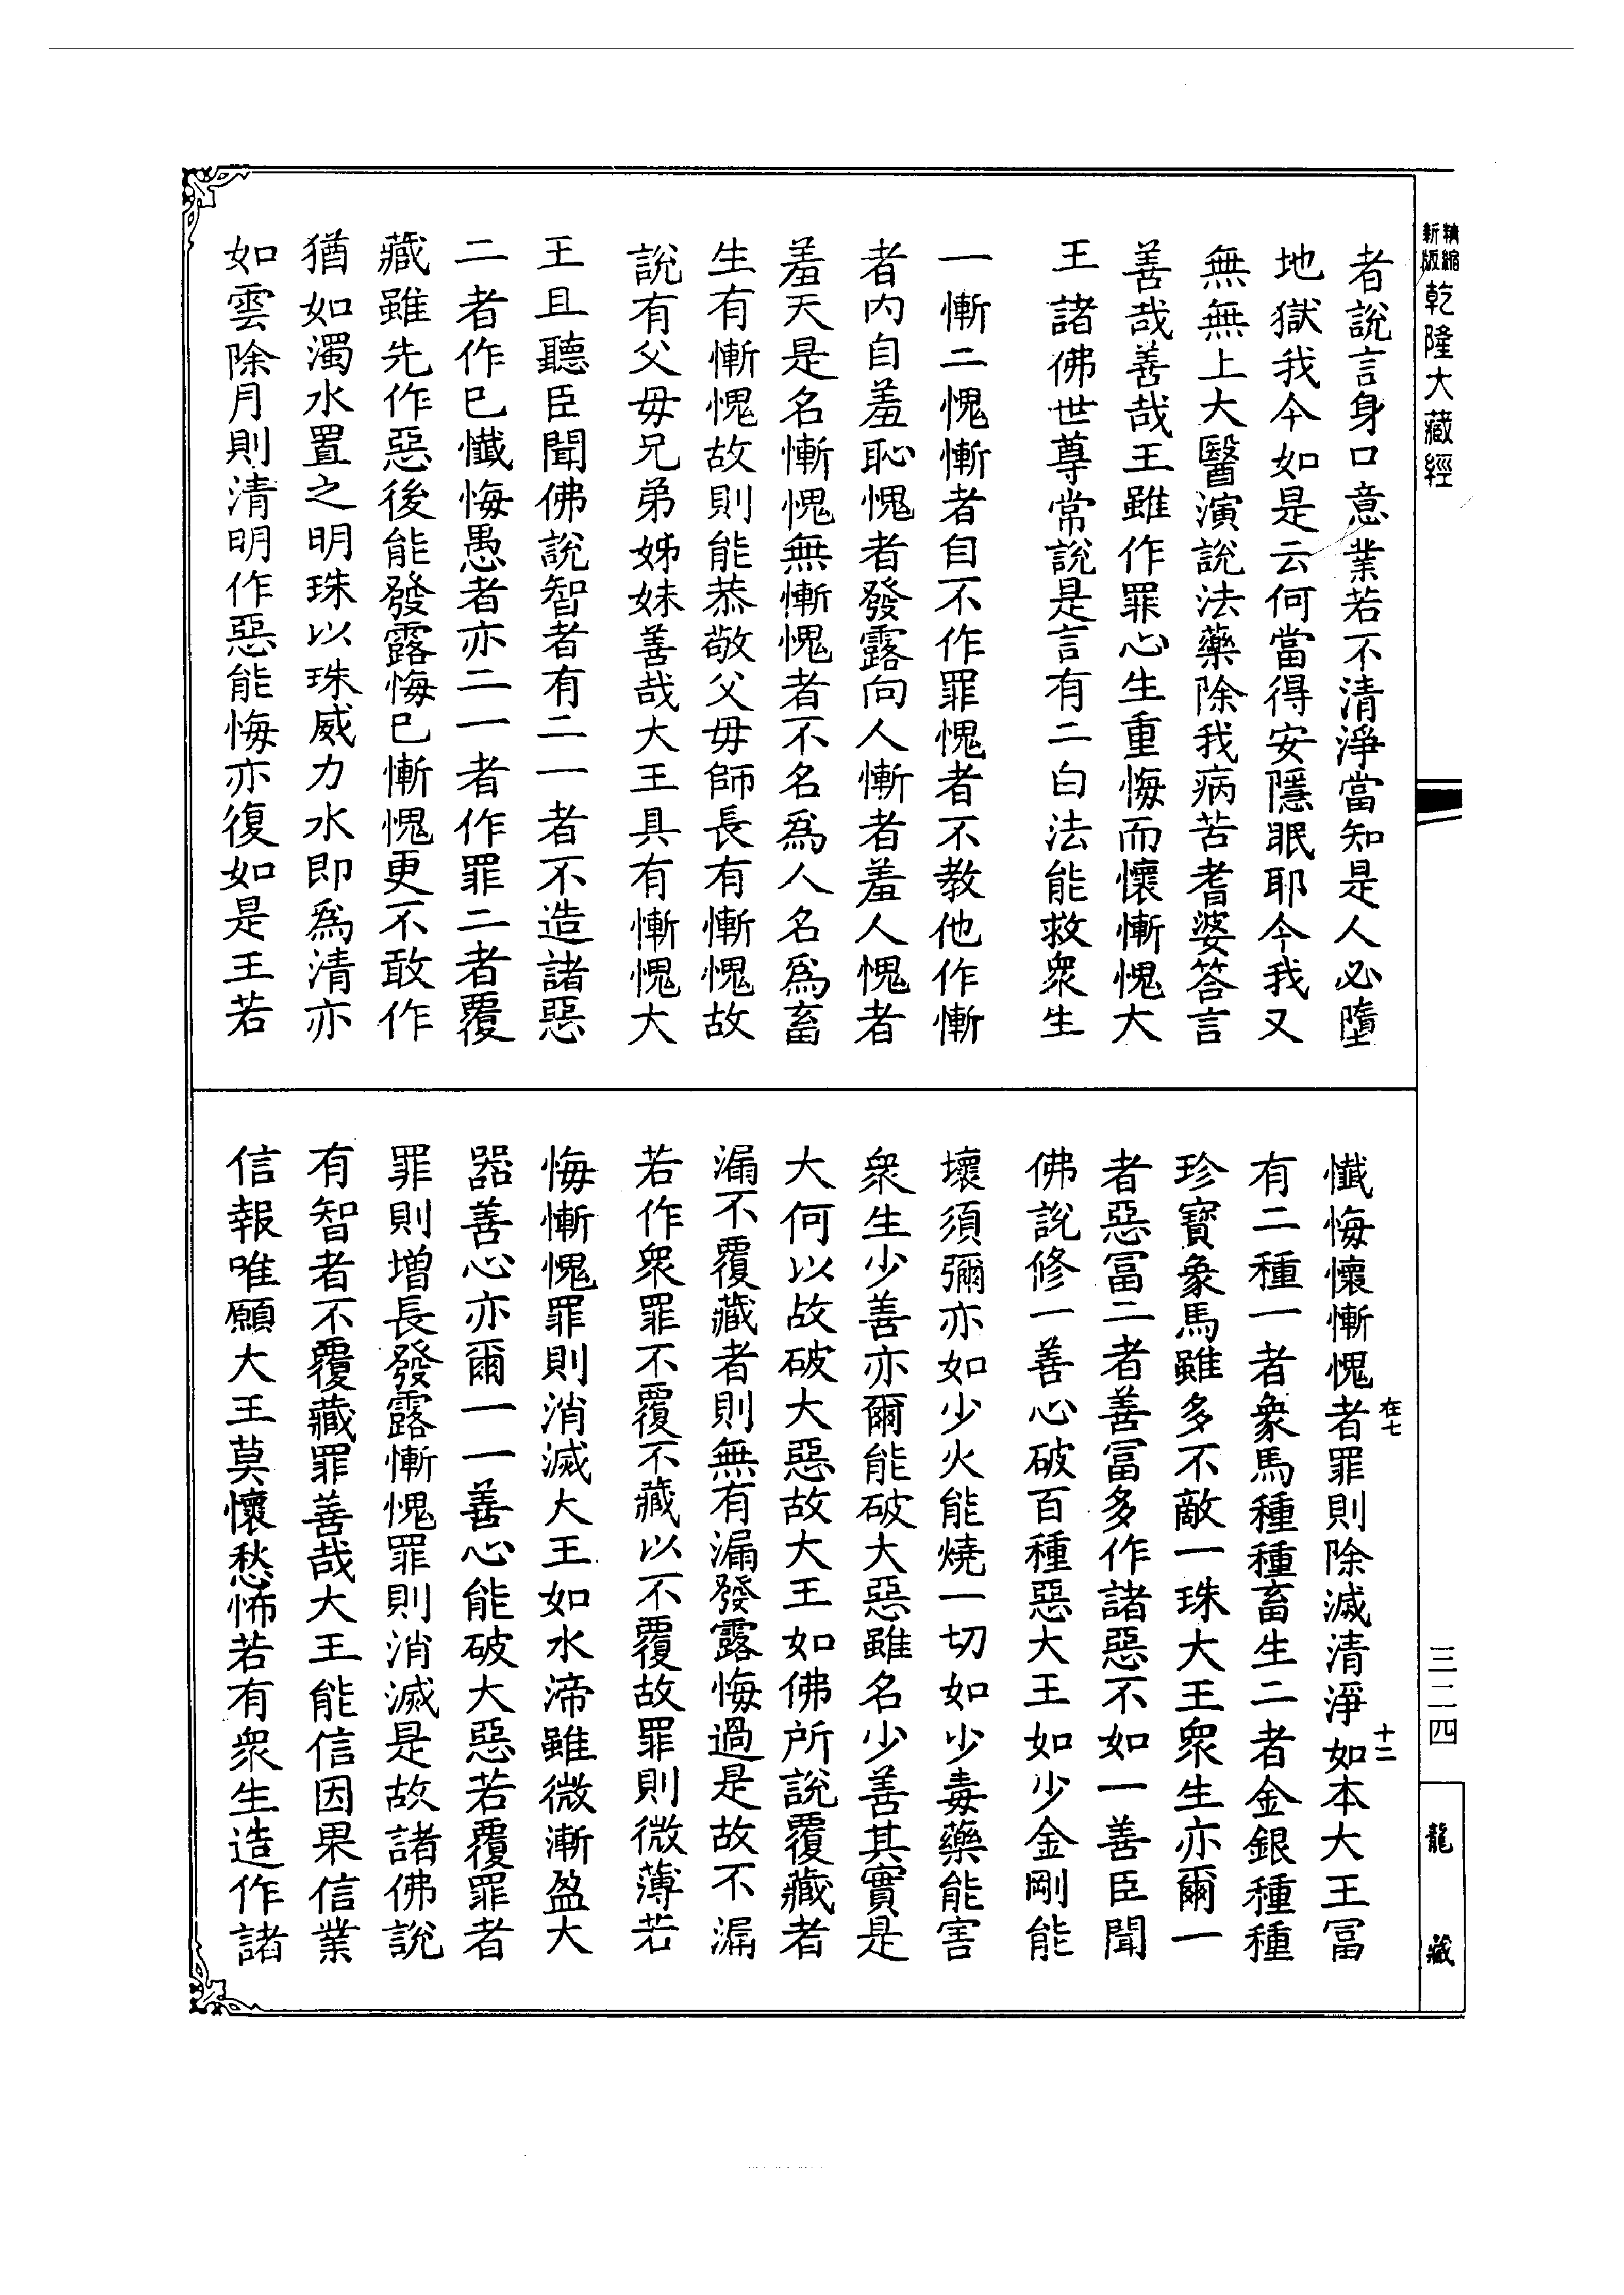 精縮
新版
乾隆大藏經
者說言身口意業若不清淨當知是人必墮
地獄我今如是云何當得安隱眠耶今我又
無無上大醫演說法藥除我病苦耆婆答言
善哉善哉王雖作罪心生重悔而懷慚愧大
王諸佛世尊常說是言有二白法能救衆生
一慚二愧慚者自不作罪愧者不教他作慚
者內自羞恥愧者發露向人慚者羞人愧者
羞天是名慚愧無慚愧者不名爲人名爲畜
生有慚愧故則能恭敬父母師長有慚愧故
說有父母兄弟姊妹善哉大王具有慚愧大
王且聽臣聞佛說智者有二一者不造諸惡
二者作已懺悔愚者亦二一者作罪二者覆
藏雖先作惡後能發露悔已慚愧更不敢作
猶如濁水置之明珠以珠威力水即爲清亦
如雲除月則清明作惡能悔亦復如是王若
懺悔懷慚愧者罪則除滅清淨如本大王冨
有二種一者象馬種種畜生二者金銀種種
珍寶象馬雖多不敵一珠大王衆生亦爾一
者惡冨二者善冨多作諸惡不如一善臣聞
佛說修一善心破百種惡大王如少金剛能
壞須彌亦如少火能燒一切如少毒藥能害
衆生少善亦爾能破大惡雖名少善其實是
大何以故破大惡故大王如佛所說覆藏者
漏不覆藏者則無有漏發露悔過是故不漏
若作衆罪不覆不藏以不覆故罪則微薄若
悔慚愧罪則消滅大王如水渧雖微漸盈大
器善心亦爾一一善心能破大惡若覆罪者
罪則增長發露慚愧罪則消滅是故諸佛說
有智者不覆藏罪善哉大王能信因果信業
信報唯願大王莫懷愁怖若有衆生造作諸
在七
十二
三二四
龍藏